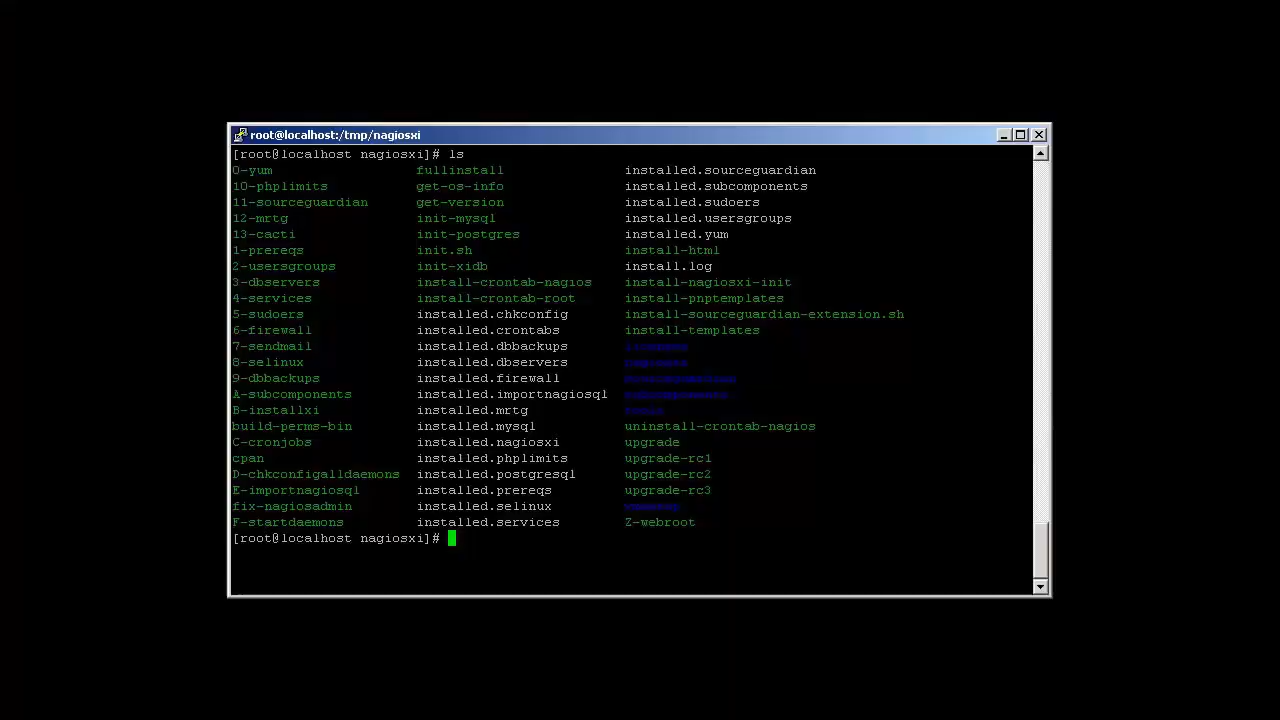 root@localhost:/tmp/nagiosxi
[root@localhost nagiosxi]# ls
0-yum fullinstall installed.sourceguardian
10-phplimits get-os-info installed.subcomponents
11-sourceguardian get-version installed.sudoers
12-mrtg init-mysql installed.usersgroups
13-cacti init-postgres installed.yum
1-prereqs init.sh install-html
2-usersgroups init-xidb install.log
3-dbservers install-crontab-nagios install-nagiosxi-init
4-services install-crontab-root install-pnptemplates
5-sudoers installed.chkconfig install-sourceguardian-extension.sh
6-firewall installed.crontabs install-templates
7-sendmail installed.dbbackups
8-selinux installed.dbservers
9-dbbackups installed.firewall
A-subcomponents installed.importnagiosql
B-installxi installed.mrtg
build-perms-bin installed.mysql uninstall-crontab-nagios
C-cronjobs installed.nagiosxi upgrade
cpan installed.phplimits upgrade-rc1
D-chkconfigalldaemons installed.postgresql upgrade-rc2
E-importnagiosql installed.prereqs upgrade-rc3
fix-nagiosadmin installed.selinux
F-startdaemons installed.services Z-webroot
[root@localhost nagiosxi]#